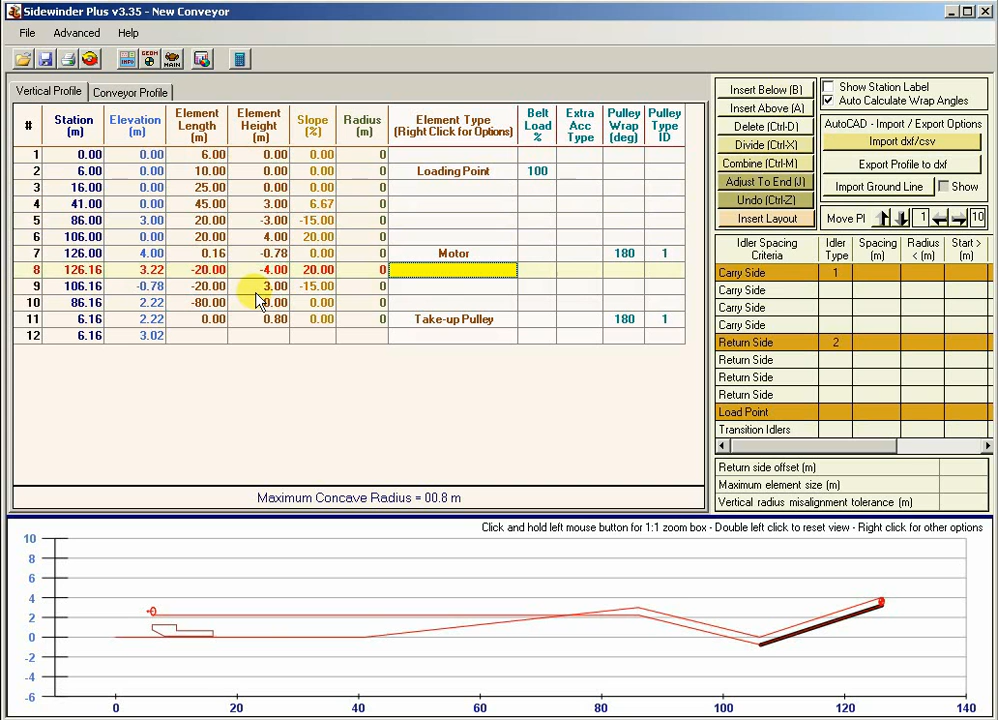 Sidewinder Plus v3.35 - New Conveyor
File Advanced Help
INFO GEOM MAIN
Vertical Profile Conveyor Profile
# Station (m) Elevation (m) Element Length (m) Element Height (m) Slope (%) Radius (m) Element Type (Right Click for Options) Belt Load % Extra Acc Type Pulley Wrap (deg) Pulley Type ID
1 0.00 0.00 6.00 0.00 0.00 0
2 6.00 0.00 10.00 0.00 0.00 0 Loading Point 100
3 16.00 0.00 25.00 0.00 0.00 0
4 41.00 0.00 45.00 3.00 6.67 0
5 86.00 3.00 20.00 -3.00 -15.00 0
6 106.00 0.00 20.00 4.00 20.00 0
7 126.00 4.00 0.16 -0.78 0.00 0 Motor 180 1
8 126.16 3.22 -20.00 -4.00 20.00 0
9 106.16 -0.78 -20.00 3.00 -15.00 0
10 86.16 2.22 -80.00 0.00 0.00 0
11 6.16 2.22 0.00 0.80 0.00 0 Take-up Pulley 180 1
12 6.16 3.02
Maximum Concave Radius = 00.8 m
Insert Below (B)
Insert Above (A)
Delete (Ctrl-D)
Divide (Ctrl-X)
Combine (Ctrl-M)
Adjust To End (J)
Undo (Ctrl-Z)
Insert Layout
Show Station Label
Auto Calculate Wrap Angles
AutoCAD - Import / Export Options
Import dxf/csv
Export Profile to dxf
Import Ground Line Show
Move PI 1 10
Idler Spacing Criteria Idler Type Spacing (m) Radius < (m) Start > (m)
Carry Side 1
Carry Side
Carry Side
Carry Side
Return Side 2
Return Side
Return Side
Return Side
Load Point
Transition Idlers
Return side offset (m)
Maximum element size (m)
Vertical radius misalignment tolerance (m)
Click and hold left mouse button for 1:1 zoom box - Double left click to reset view - Right click for other options
10
8
6
4
2
0
-2
-4
-6
0 20 40 60 80 100 120 140